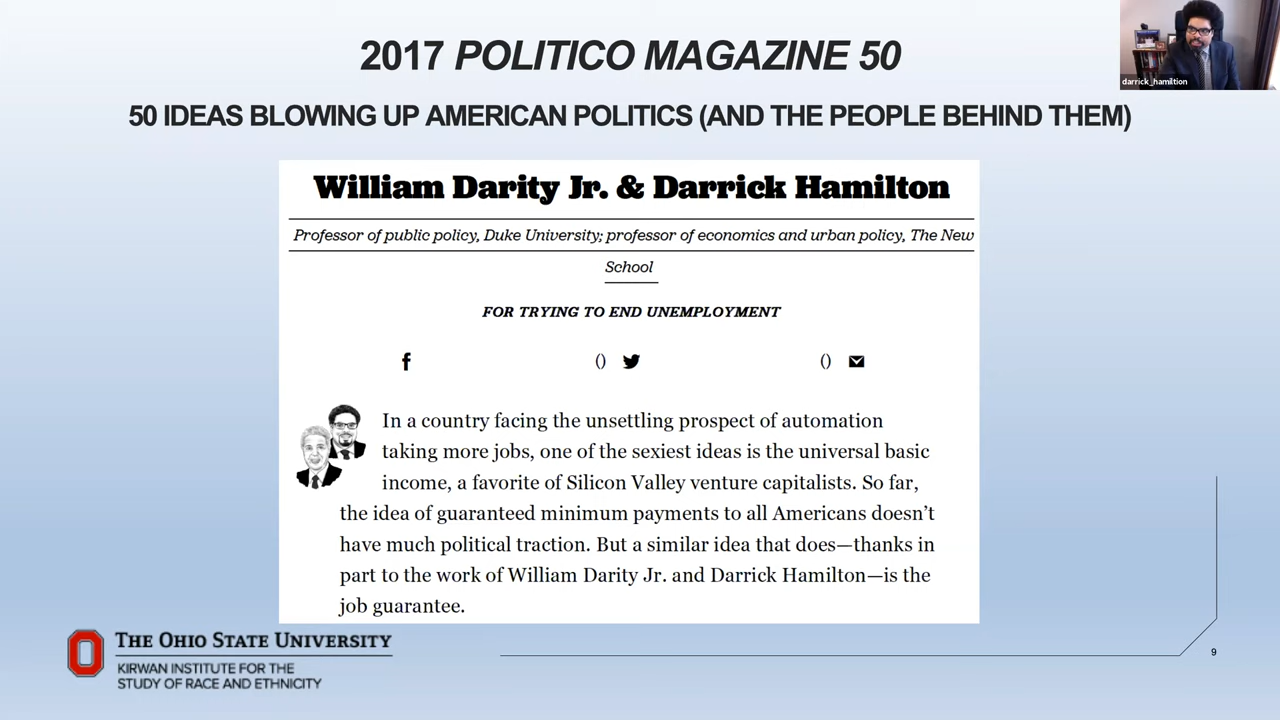 2017 POLITICO MAGAZINE 50
darrick_hamilton
50 IDEAS BLOWING UP AMERICAN POLITICS (AND THE PEOPLE BEHIND THEM)
William Darity Jr. & Darrick Hamilton
Professor of public policy, Duke University; professor of economics and urban policy, The New
School
FOR TRYING TO END UNEMPLOYMENT
() ()
In a country facing the unsettling prospect of automation
taking more jobs, one of the sexiest ideas is the universal basic
income, a favorite of Silicon Valley venture capitalists. So far,
the idea of guaranteed minimum payments to all Americans doesn’t
have much political traction. But a similar idea that does—thanks in
part to the work of William Darity Jr. and Darrick Hamilton—is the
job guarantee.
THE OHIO STATE UNIVERSITY
KIRWAN INSTITUTE FOR THE
STUDY OF RACE AND ETHNICITY
9